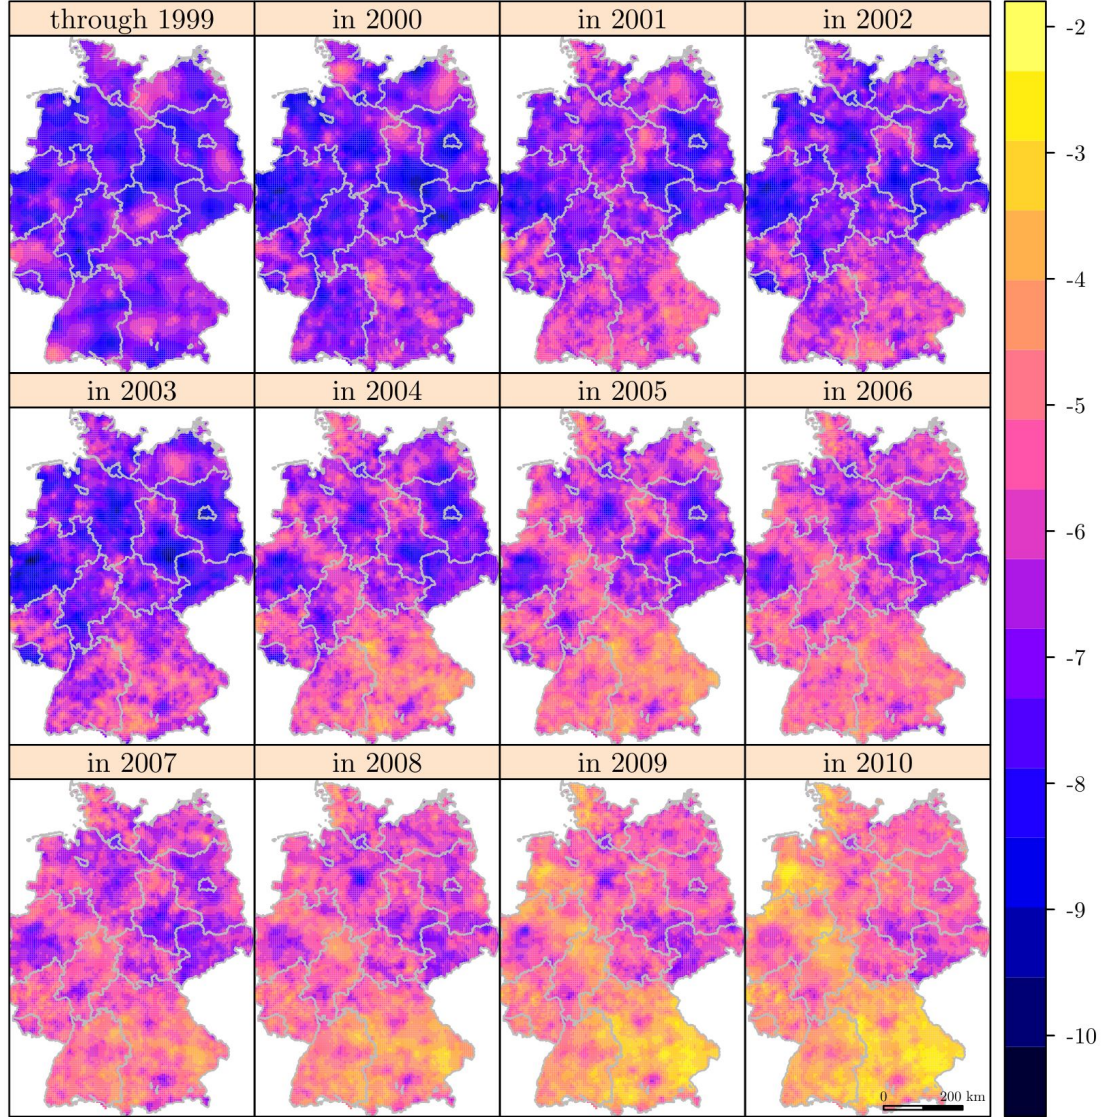 through 1999
in 2000
in 2001
in 2002
in 2003
in 2004
in 2005
in 2006
in 2007
in 2008
in 2009
in 2010
0 200 km
-2
-3
-4
-5
-6
-7
-8
-9
-10